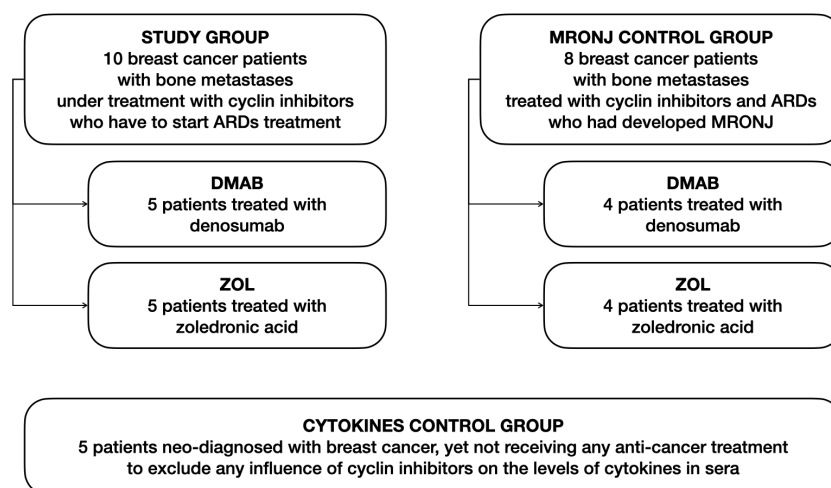 STUDY GROUP
10 breast cancer patients
with bone metastases
under treatment with cyclin inhibitors
who have to start ARDs treatment
DMAB
5 patients treated with
denosumab
ZOL
5 patients treated with
zoledronic acid
MRONJ CONTROL GROUP
8 breast cancer patients
with bone metastases
treated with cyclin inhibitors and ARDs
who had developed MRONJ
DMAB
4 patients treated with
denosumab
ZOL
4 patients treated with
zoledronic acid
CYTOKINES CONTROL GROUP
5 patients neo-diagnosed with breast cancer, yet not receiving any anti-cancer treatment
to exclude any influence of cyclin inhibitors on the levels of cytokines in sera